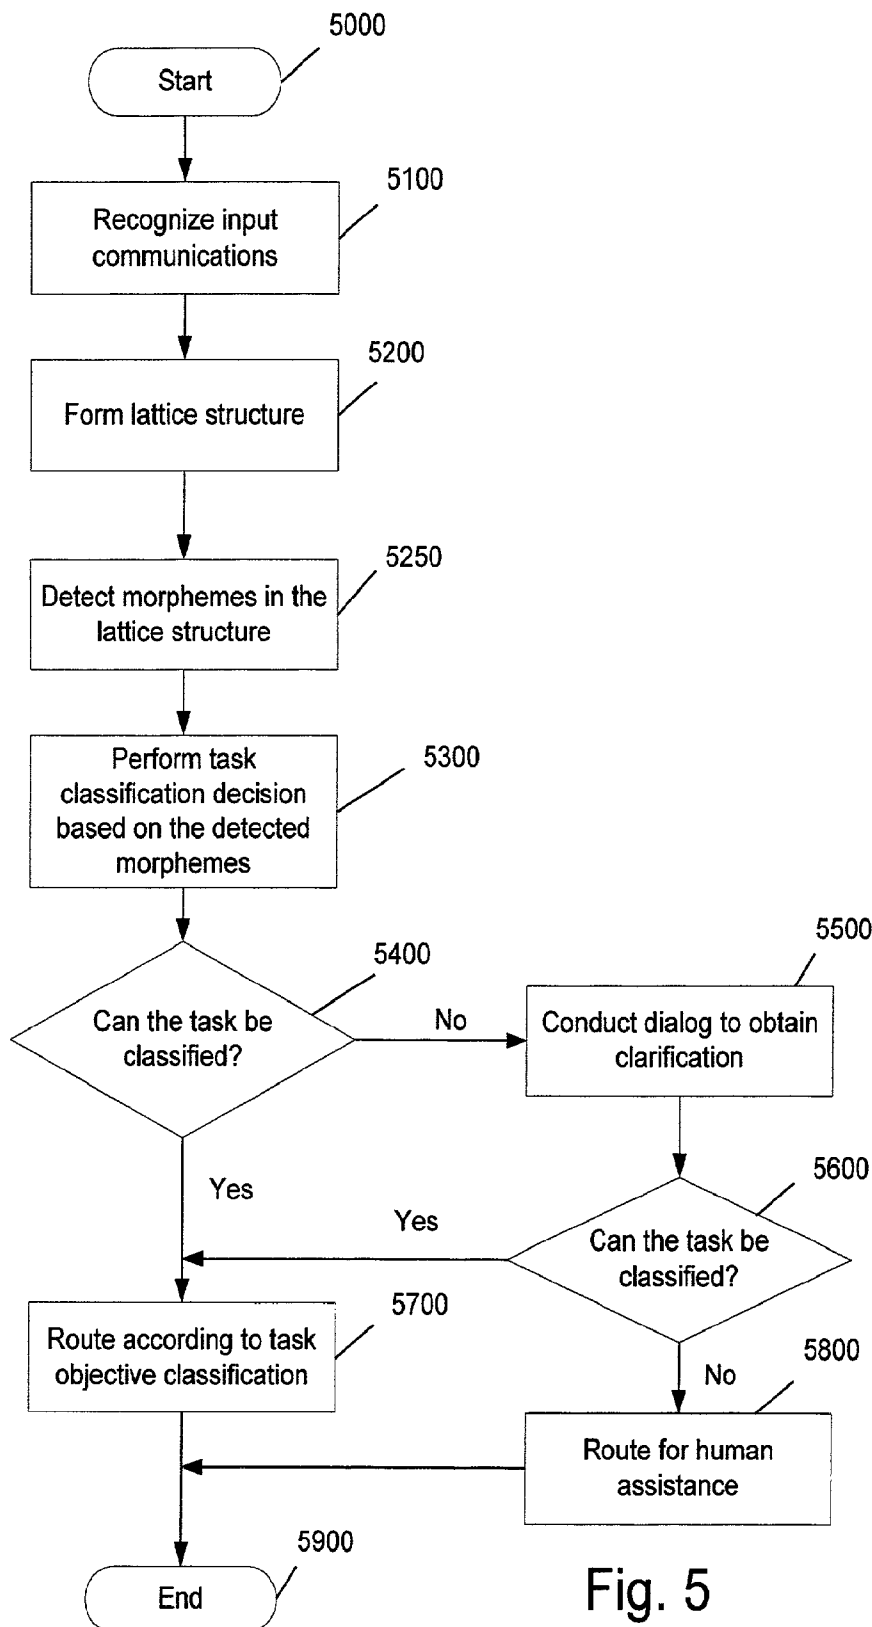 5000
Start
5100
Recognize input
communications
5200
Form lattice structure
5250
Detect morphemes in the
lattice structure
5300
Perform task
classification decision
based on the detected
morphemes
5400
Can the task be
classified?
No
5500
Conduct dialog to obtain
clarification
Yes
5600
Yes
Can the task be
classified?
5700
Route according to task
objective classification
No
5800
Route for human
assistance
5900
End
Fig. 5